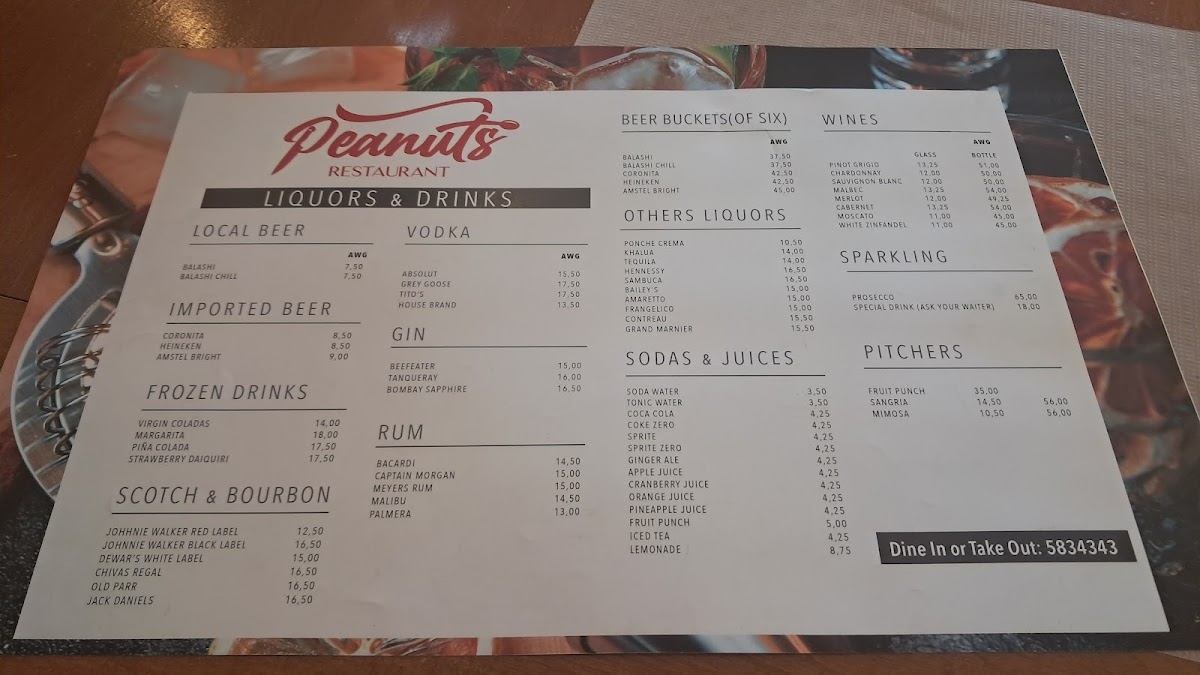 Peanuts
RESTAURANT
LIQUORS & DRINKS
LOCAL BEER
AWG
BALASHI 7,50
BALASHI CHILL 7,50
IMPORTED BEER
CORONITA 8,50
HEINEKEN 8,50
AMSTEL BRIGHT 9,00
FROZEN DRINKS
VIRGIN COLADAS 14,00
MARGARITA 18,00
PIÑA COLADA 17,50
STRAWBERRY DAIQUIRI 17,50
SCOTCH & BOURBON
JOHHNIE WALKER RED LABEL 12,50
JOHNNIE WALKER BLACK LABEL 16,50
DEWAR'S WHITE LABEL 15,00
CHIVAS REGAL 16,50
OLD PARR 16,50
JACK DANIELS 16,50
VODKA
AWG
ABSOLUT 15,50
GREY GOOSE 17,50
TITO'S 17,50
HOUSE BRAND 13,50
GIN
BEEFEATER 15,00
TANQUERAY 16,00
BOMBAY SAPPHIRE 16,50
RUM
BACARDI 14,50
CAPTAIN MORGAN 15,00
MEYERS RUM 15,00
MALIBU 14,50
PALMERA 13,00
BEER BUCKETS(OF SIX)
AWG
BALASHI 37,50
BALASHI CHILL 37,50
CORONITA 42,50
HEINEKEN 42,50
AMSTEL BRIGHT 45,00
OTHERS LIQUORS
PONCHE CREMA 10,50
KHALUA 14,00
TEQUILA 14,00
HENNESSY 16,50
SAMBUCA 16,50
BAILEY'S 15,00
AMARETTO 15,00
FRANGELICO 15,00
CONTREAU 15,50
GRAND MARNIER 15,50
SODAS & JUICES
SODA WATER 3,50
TONIC WATER 3,50
COCA COLA 4,25
COKE ZERO 4,25
SPRITE 4,25
SPRITE ZERO 4,25
GINGER ALE 4,25
APPLE JUICE 4,25
CRANBERRY JUICE 4,25
ORANGE JUICE 4,25
PINEAPPLE JUICE 4,25
FRUIT PUNCH 5,00
ICED TEA 4,25
LEMONADE 8,75
WINES
AWG
GLASS BOTTLE
PINOT GRIGIO 13,25 51,00
CHARDONNAY 12,00 50,00
SAUVIGNON BLANC 12,00 50,00
MALBEC 13,25 54,00
MERLOT 12,00 49,25
CABERNET 13,25 54,00
MOSCATO 11,00 45,00
WHITE ZINFANDEL 11,00 45,00
SPARKLING
PROSECCO 65,00
SPECIAL DRINK (ASK YOUR WAITER) 18,00
PITCHERS
FRUIT PUNCH 35,00
SANGRIA 14,50 56,00
MIMOSA 10,50 56,00
Dine In or Take Out: 5834343